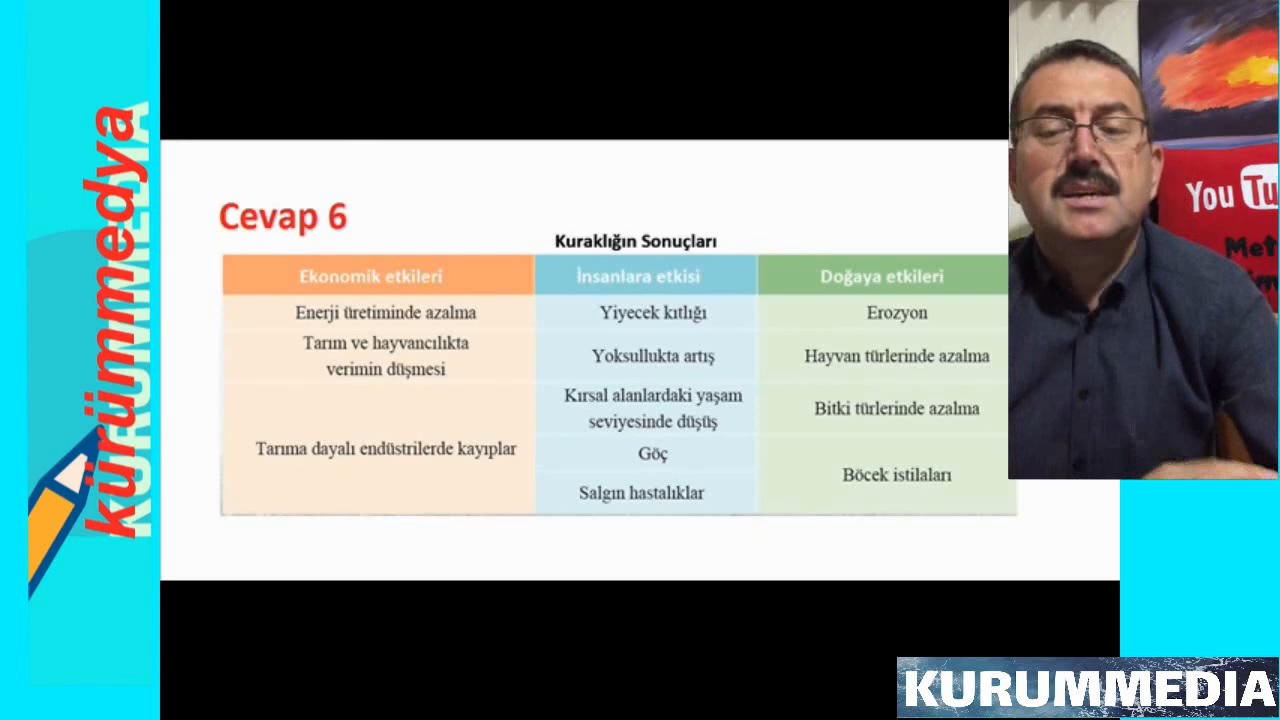 kürümmedya
KURUMMEDIA
Cevap 6
Kuraklığın Sonuçları
Ekonomik etkileri
İnsanlara etkisi
Doğaya etkileri
Enerji üretiminde azalma
Yiyecek kıtlığı
Erozyon
Tarım ve hayvancılıkta
verimin düşmesi
Yoksullukta artış
Hayvan türlerinde azalma
Kırsal alanlardaki yaşam
seviyesinde düşüş
Bitki türlerinde azalma
Tarıma dayalı endüstrilerde kayıplar
Göç
Böcek istilaları
Salgın hastalıklar
You Tu
Met
KURUMMEDIA